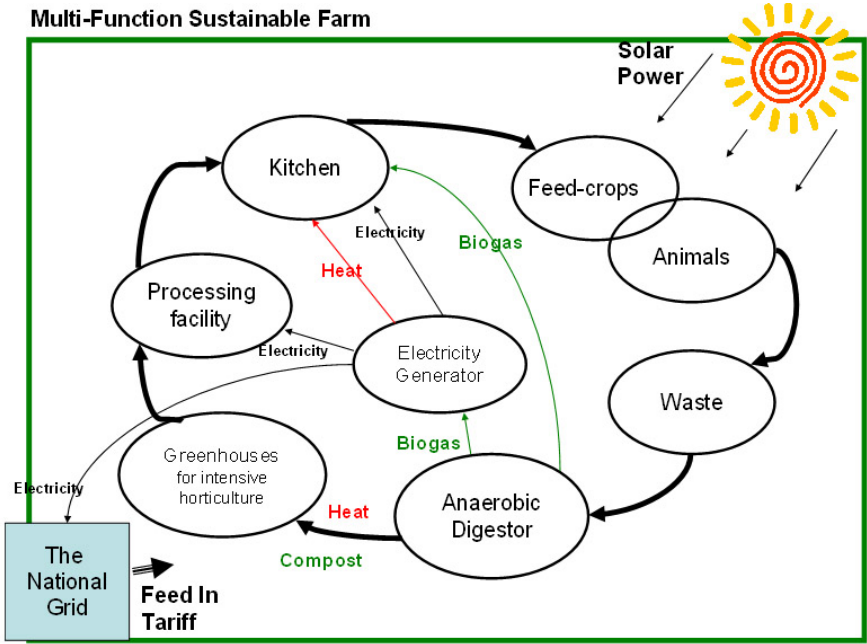 Multi-Function Sustainable Farm
Solar
Power
Kitchen
Feed-crops
Animals
Electricity
Biogas
Heat
Processing
facility
Electricity
Electricity
Generator
Waste
Biogas
Greenhouses
for intensive
horticulture
Electricity
Anaerobic
Digestor
Heat
Compost
The
National
Grid
Feed In
Tariff